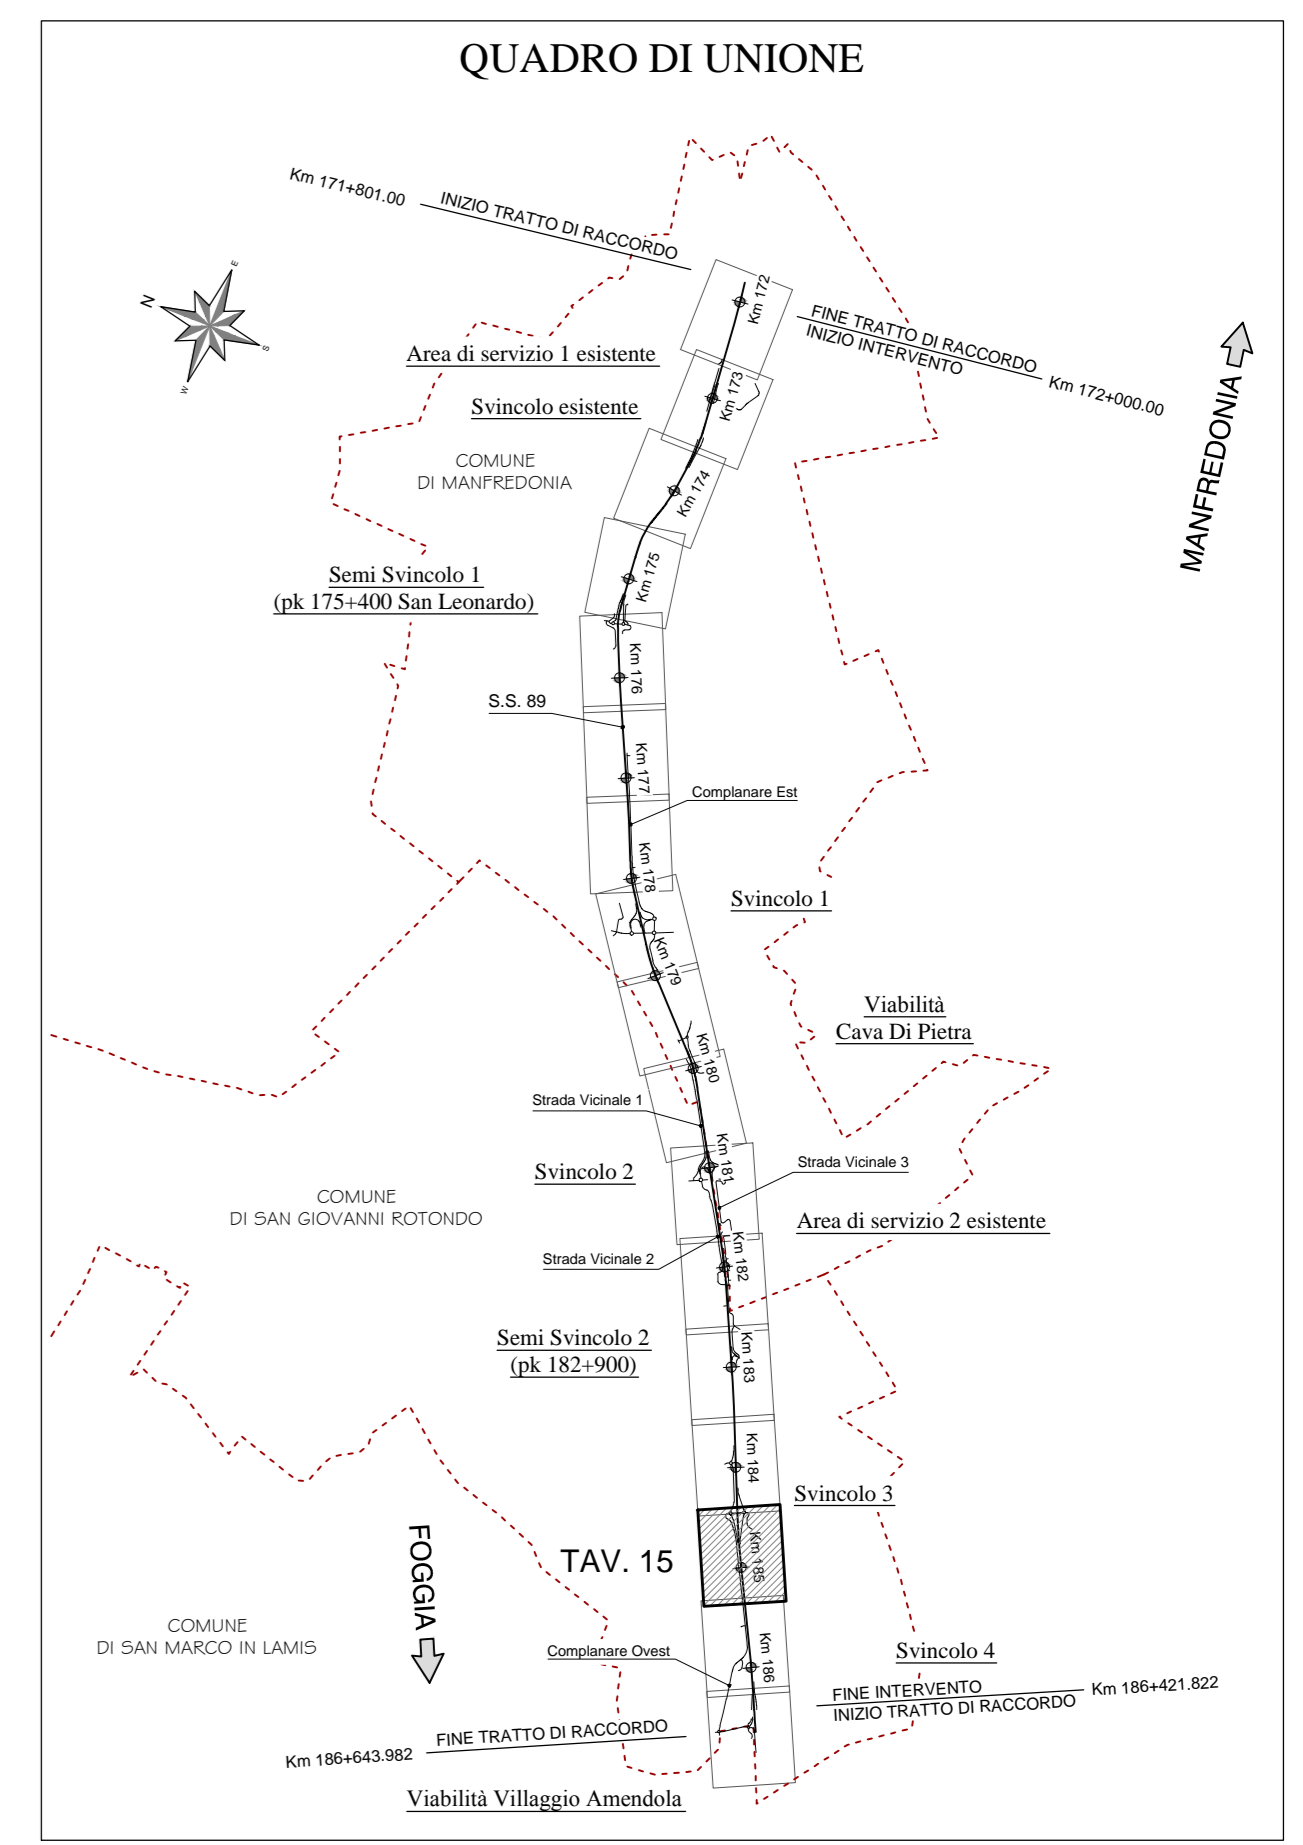 QUADRO DI UNIONE
Km 171+801.00
INIZIO TRATTO DI RACCORDO
N
E
S
W
Km 172
FINE TRATTO DI RACCORDO
INIZIO INTERVENTO
Km 172+000.00
MANFREDONIA
Area di servizio 1 esistente
Km 173
Svincolo esistente
COMUNE
DI MANFREDONIA
Km 174
Semi Svincolo 1
(pk 175+400 San Leonardo)
Km 175
Km 176
S.S. 89
Km 177
Complanare Est
Km 178
Svincolo 1
Km 179
Viabilità
Cava Di Pietra
Km 180
Strada Vicinale 1
Km 181
Strada Vicinale 3
Svincolo 2
COMUNE
DI SAN GIOVANNI ROTONDO
Area di servizio 2 esistente
Strada Vicinale 2
Km 182
Semi Svincolo 2
(pk 182+900)
Km 183
Km 184
Svincolo 3
TAV. 15
Km 185
FOGGIA
COMUNE
DI SAN MARCO IN LAMIS
Complanare Ovest
Km 186
Svincolo 4
FINE INTERVENTO
INIZIO TRATTO DI RACCORDO
Km 186+421.822
FINE TRATTO DI RACCORDO
Km 186+643.982
Viabilità Villaggio Amendola